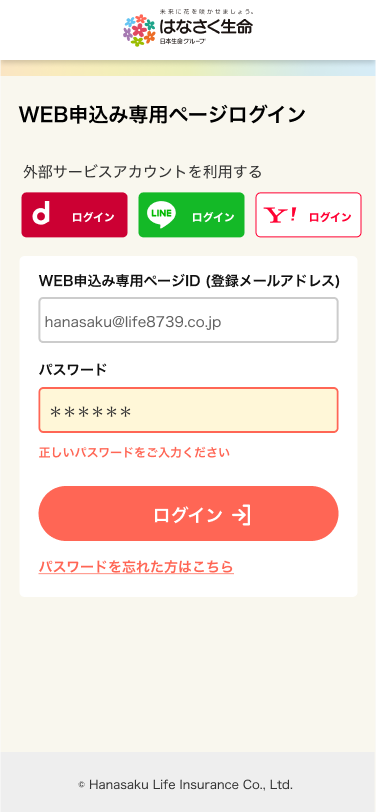 未来に花を咲かせましょう。
はなさく生命
日本生命グループ
WEB申込み専用ページログイン
外部サービスアカウントを利用する
d ログイン
LINE ログイン
Y! ログイン
WEB申込み専用ページID (登録メールアドレス)
hanasaku@life8739.co.jp
パスワード
******
正しいパスワードをご入力ください
ログイン
パスワードを忘れた方はこちら
© Hanasaku Life Insurance Co., Ltd.